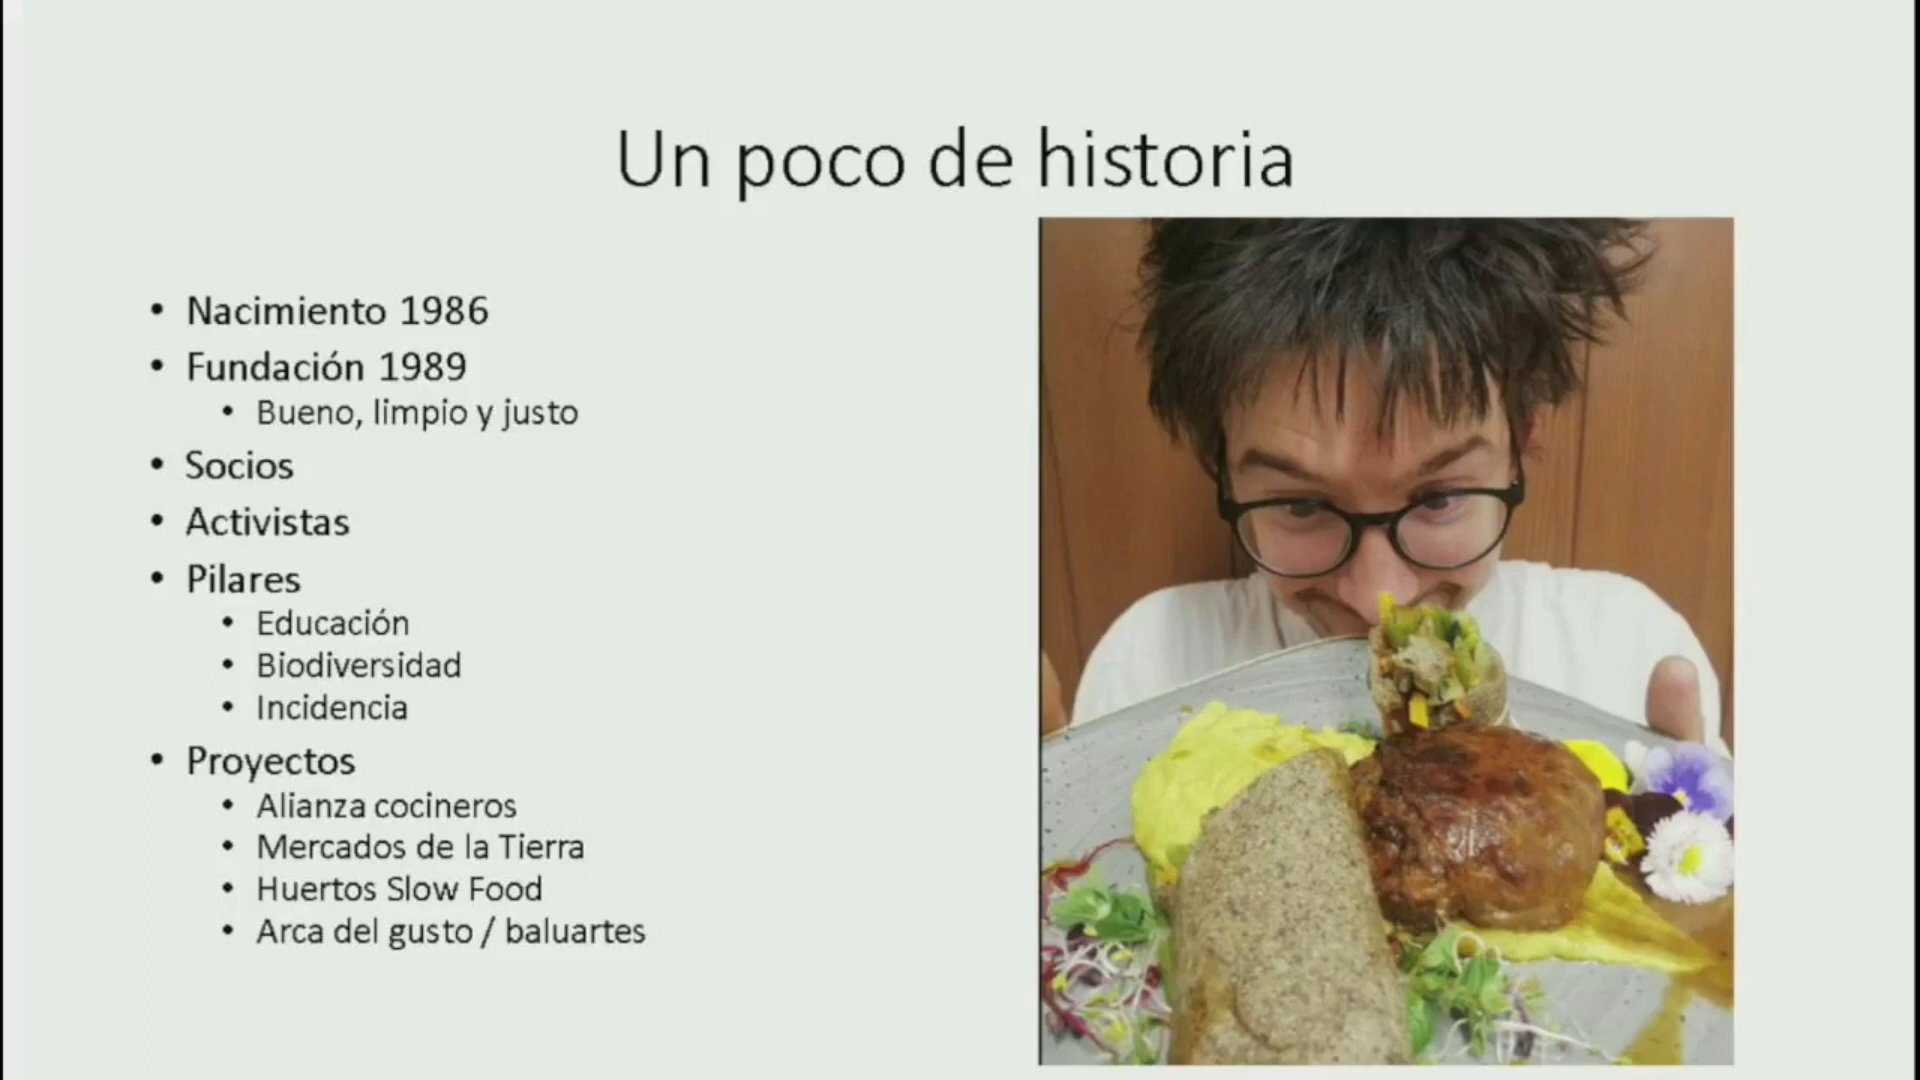 Un poco de historia
• Nacimiento 1986
• Fundación 1989
• Bueno, limpio y justo
• Socios
• Activistas
• Pilares
• Educación
• Biodiversidad
• Incidencia
• Proyectos
• Alianza cocineros
• Mercados de la Tierra
• Huertos Slow Food
• Arca del gusto / baluartes